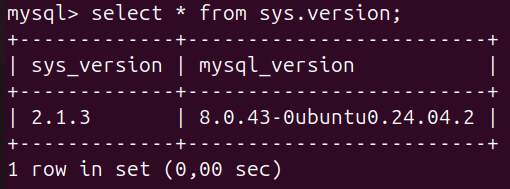 mysql> select * from sys.version;
+-------------+-------------------------+
| sys_version | mysql_version           |
+-------------+-------------------------+
| 2.1.3       | 8.0.43-0ubuntu0.24.04.2 |
+-------------+-------------------------+
1 row in set (0,00 sec)